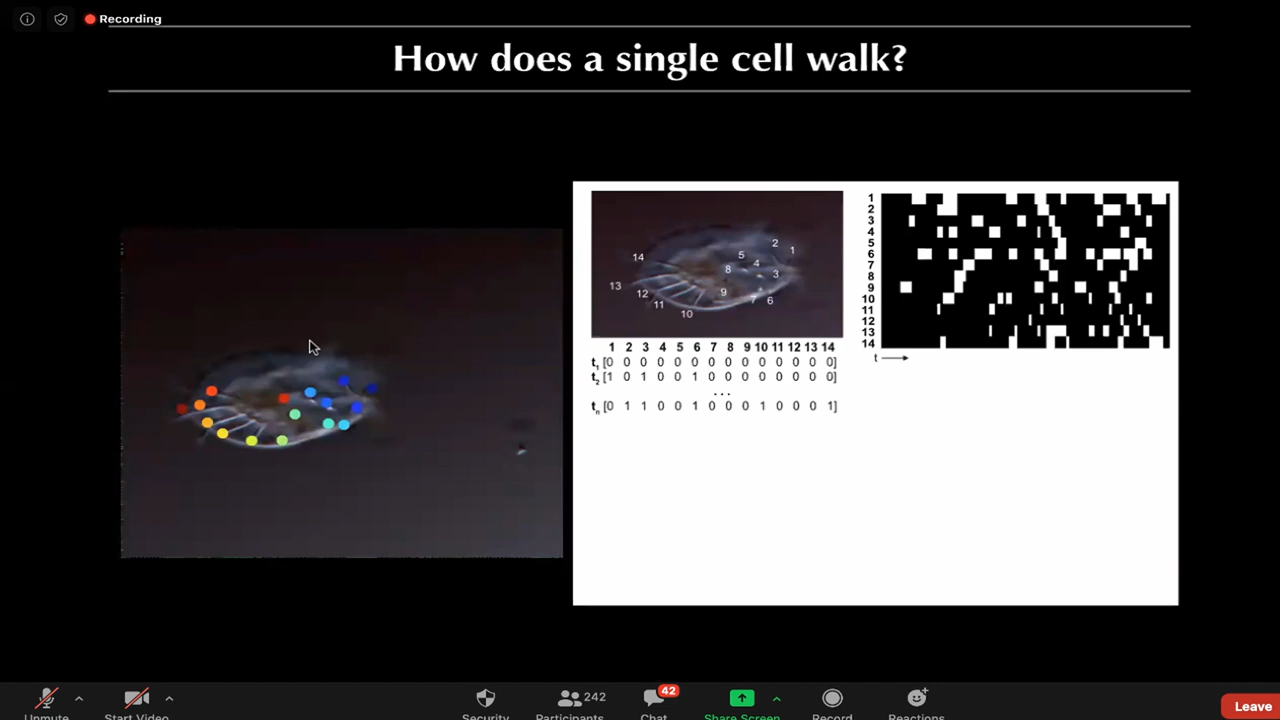 Recording
How does a single cell walk?
14
13
12
11
10
9
8
5
4
3
2
1
7
6
1 2 3 4 5 6 7 8 9 10 11 12 13 14
t1 [0 0 0 0 0 0 0 0 0 0 0 0 0 0]
t2 [1 0 1 0 0 1 0 0 0 0 0 0 0 0]
...
tn [0 1 1 0 0 1 0 0 0 1 0 0 0 1]
1
2
3
4
5
6
7
8
9
10
11
12
13
14
t
Unmute
Start Video
Security
Participants
242
Chat
42
Share Screen
Record
Reactions
Leave